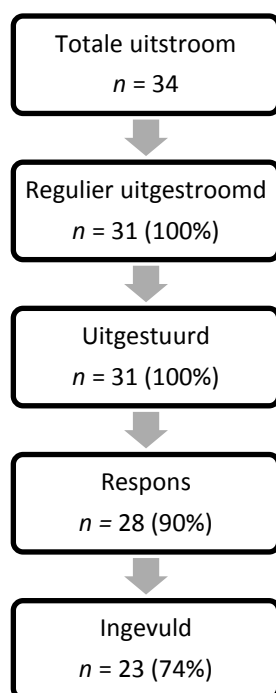 Totale uitstroom
n = 34
Regulier uitgestroomd
n = 31 (100%)
Uitgestuurd
n = 31 (100%)
Respons
n = 28 (90%)
Ingevuld
n = 23 (74%)